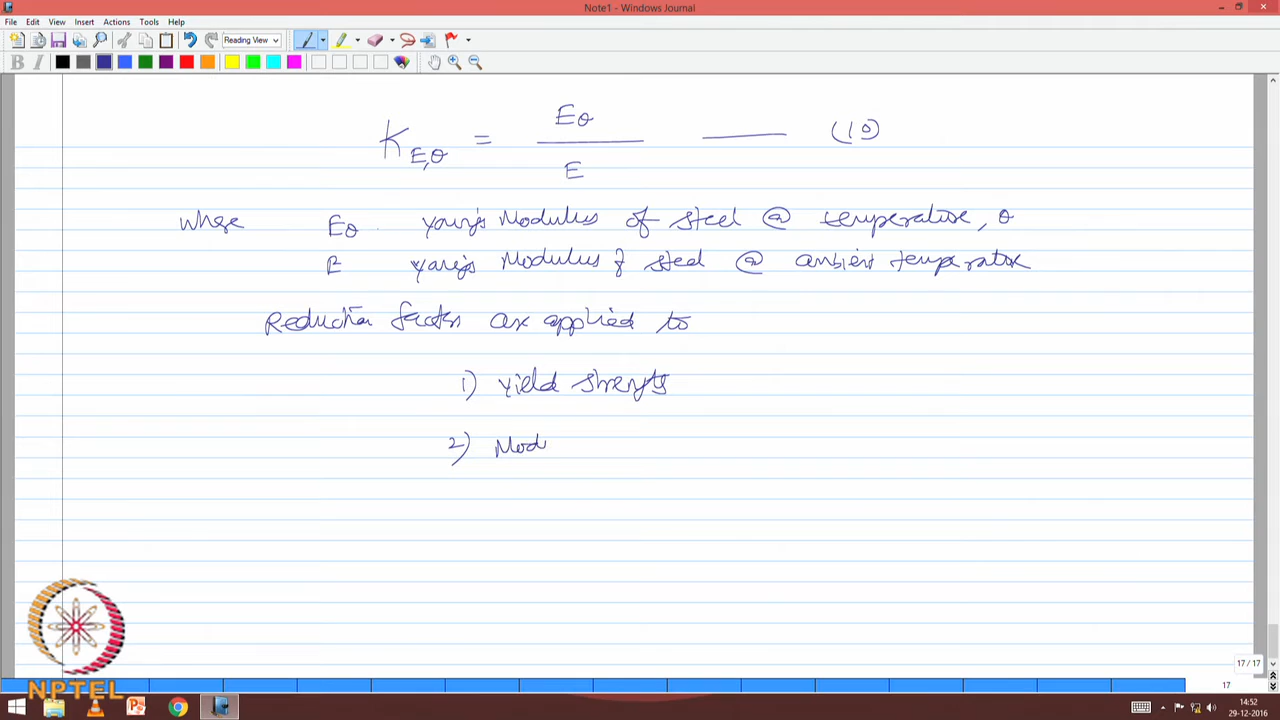 Note1 - Windows Journal
File Edit View Insert Actions Tools Help
Reading View
B I
K E,θ = Eθ / E —— (10)
where Eθ. young's Modulus of steel @ temperature, θ
E young's Modulus of steel @ ambient temperature
Reduction factors are applied to
1) yield strength
2) Mod
NPTEL
17 / 17
17
14:52
29-12-2016